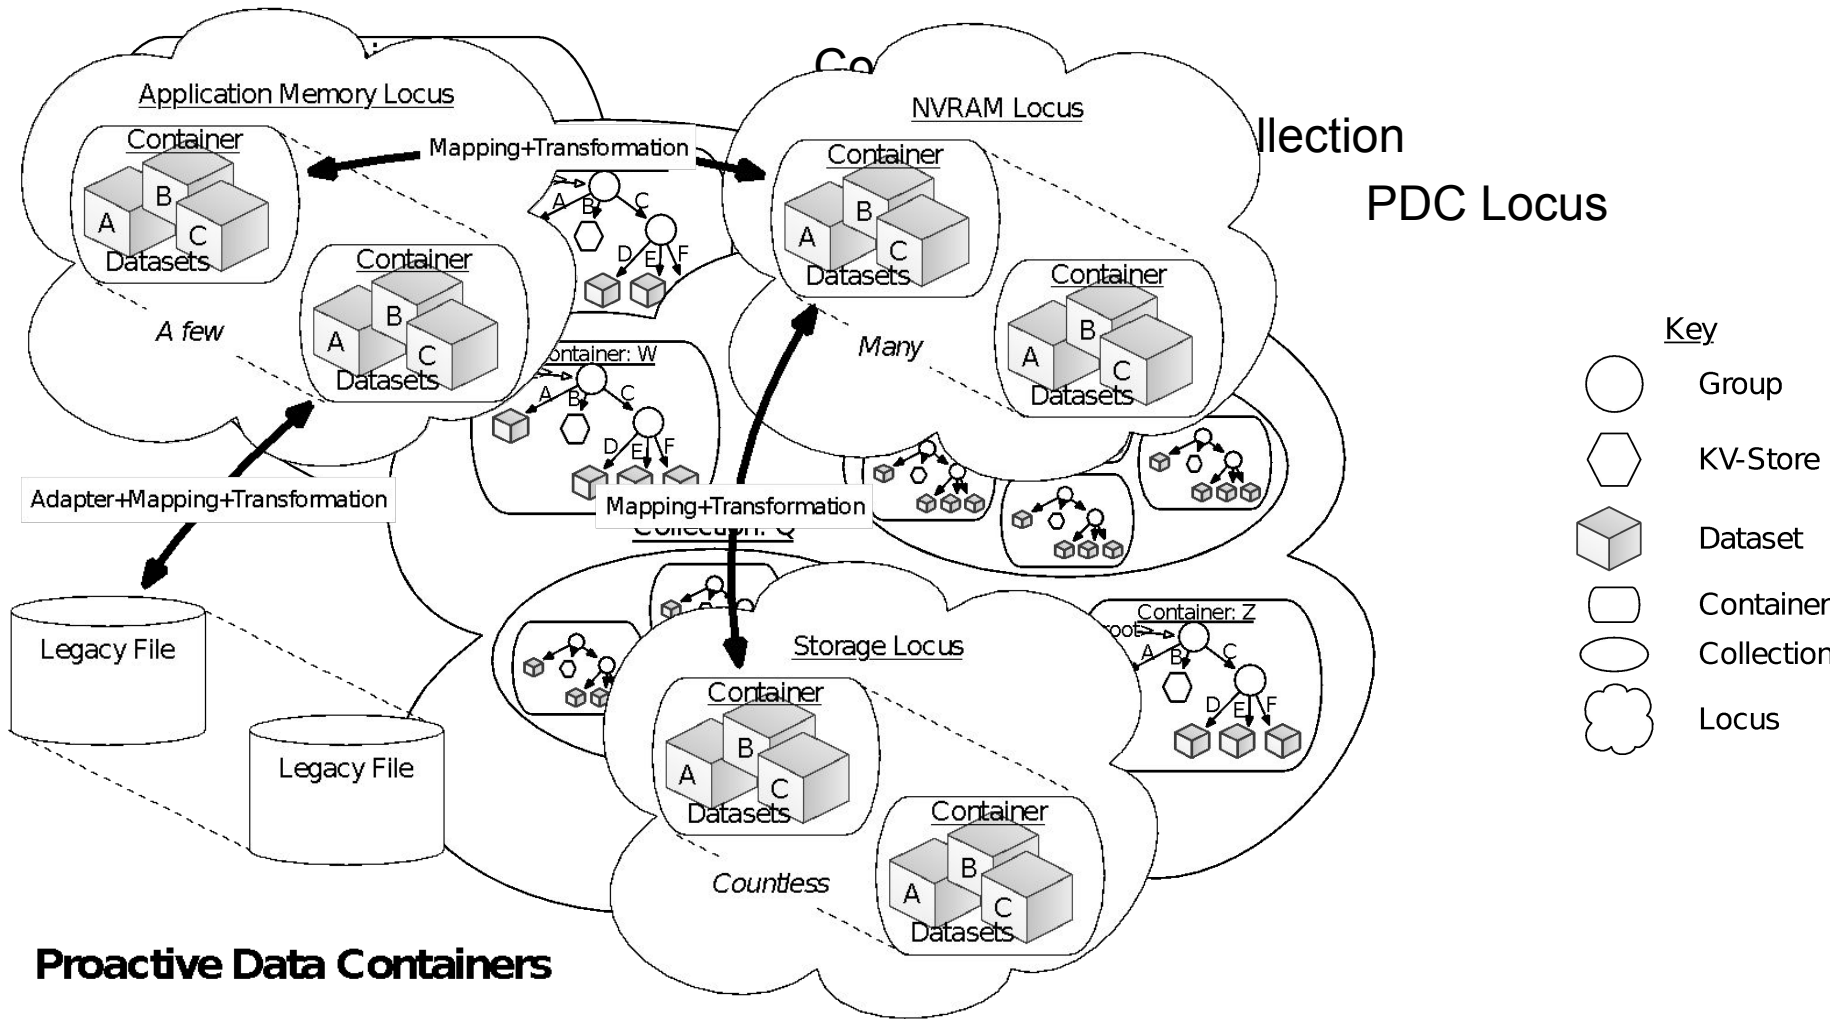 Co
llection
PDC Locus
Application Memory Locus
Container
A
B
C
Datasets
Container
A
B
C
Datasets
A few
Mapping+Transformation
NVRAM Locus
Container
A
B
C
Datasets
Container
A
B
C
Datasets
Many
A
B
C
D
E
F
ontainer: W
A
B
C
D
E
F
Adapter+Mapping+Transformation
Mapping+Transformation
Collection: Q
Legacy File
Legacy File
Storage Locus
Container
A
B
C
Datasets
Container
A
B
C
Datasets
Countless
Container: Z
root
A
B
C
D
E
F
Key
Group
KV-Store
Dataset
Container
Collection
Locus
Proactive Data Containers